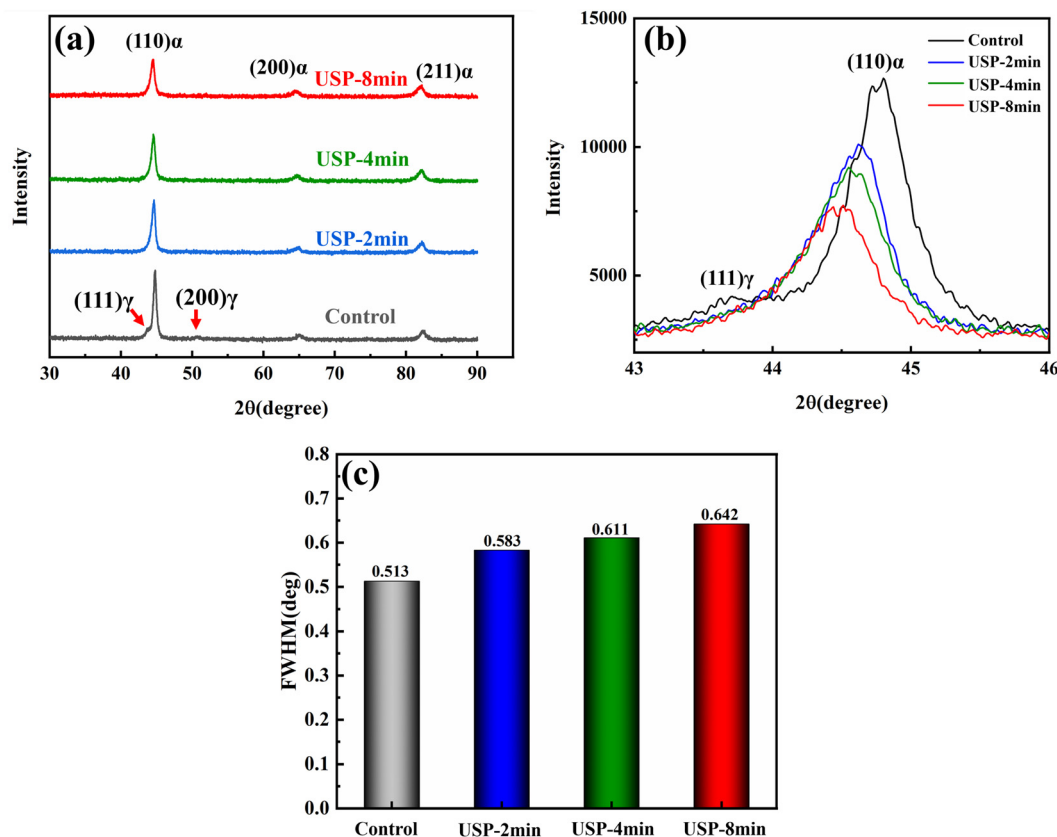 (a)
(110)α
(200)α
(211)α
USP-8min
USP-4min
USP-2min
(111)γ
(200)γ
Control
Intensity
30 40 50 60 70 80 90
2θ(degree)
(b)
15000
10000
5000
Control
USP-2min
USP-4min
USP-8min
(110)α
(111)γ
Intensity
43 44 45 46
2θ(degree)
(c)
0.8
0.7
0.6
0.5
0.4
0.3
0.2
0.1
0.0
FWHM(deg)
0.513
0.583
0.611
0.642
Control USP-2min USP-4min USP-8min